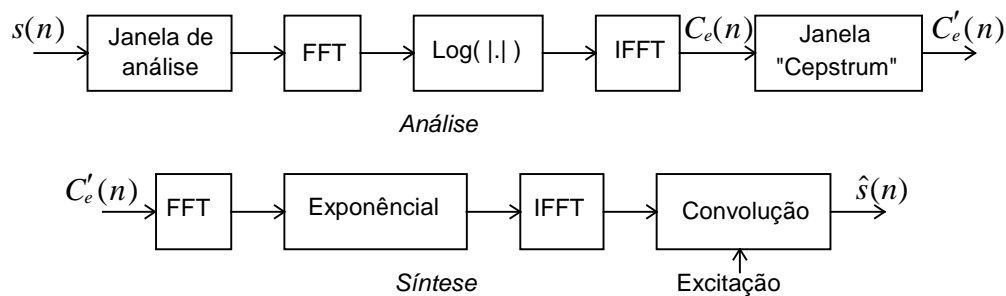 s(n)
Janela de
análise
FFT
Log( |.| )
IFFT
C_e(n)
Janela
"Cepstrum"
C'_e(n)
Análise
C'_e(n)
FFT
Exponêncial
IFFT
Convolução
ŝ(n)
Síntese
Excitação